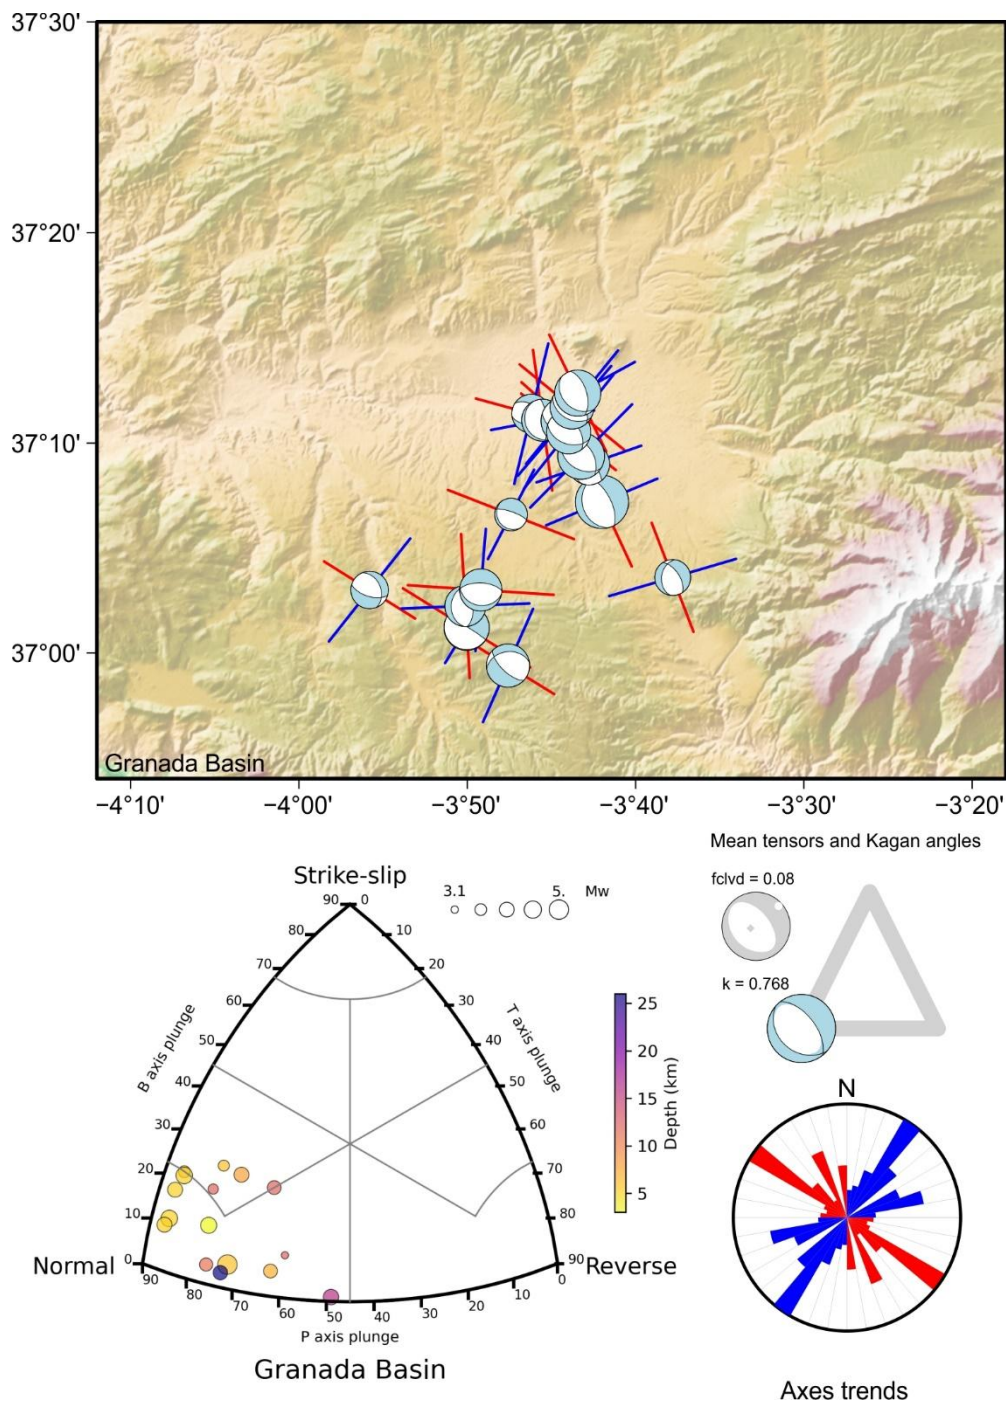 37°30'
37°20'
37°10'
37°00'
Granada Basin
−4°10' −4°00' −3°50' −3°40' −3°30' −3°20'
Mean tensors and Kagan angles
fclvd = 0.08
k = 0.768
Strike-slip
3.1 5. Mw
90 0
80 10
70 20
60 30
50 40
40 50
30 60
20 70
10 80
0 90
B axis plunge
T axis plunge
Normal
Reverse
90 80 70 60 50 40 30 20 10 0
P axis plunge
Granada Basin
25
20
15
10
5
Depth (km)
N
Axes trends